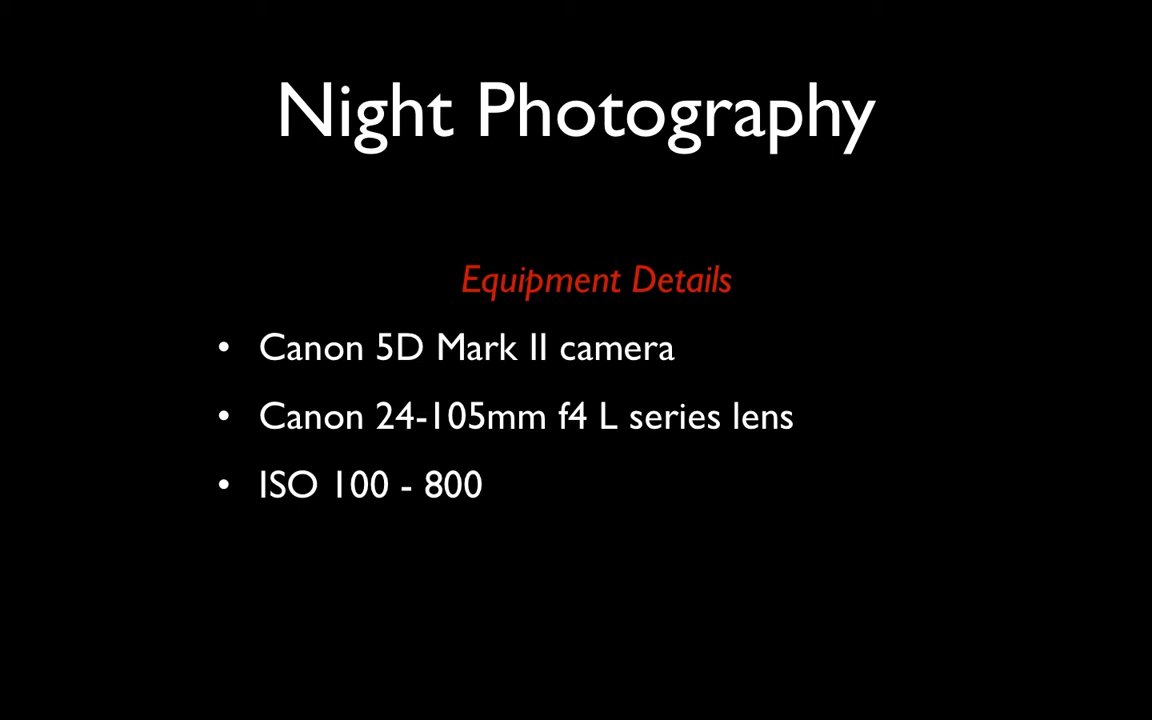 Night Photography
Equipment Details
• Canon 5D Mark II camera
• Canon 24-105mm f4 L series lens
• ISO 100 - 800